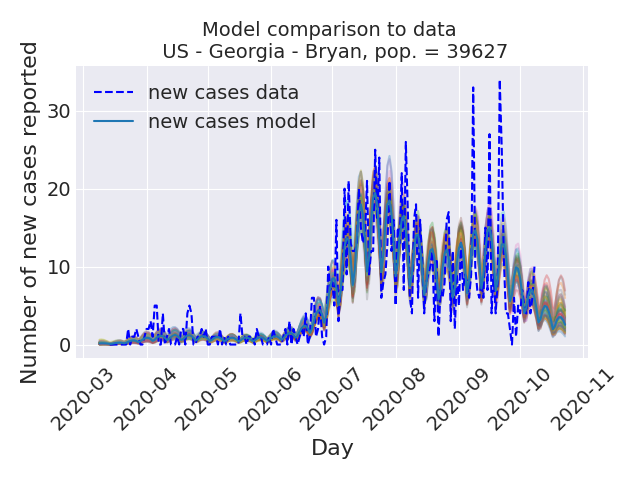 Model comparison to data
US - Georgia - Bryan, pop. = 39627
Number of new cases reported
new cases data
new cases model
30
20
10
0
2020-03
2020-04
2020-05
2020-06
2020-07
2020-08
2020-09
2020-10
2020-11
Day